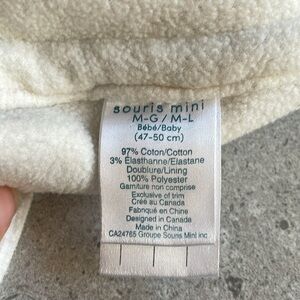 souris mini
M-G / M-L
Bébé/Baby
(47-50 cm)
97% Coton/Cotton
3% Élasthanne/Elastane
Doublure/Lining
100% Polyester
Garniture non comprise
Exclusive of trim
Créé au Canada
Fabriqué en Chine
Designed in Canada
Made in China
CA24765 Groupe Souris Mini inc.